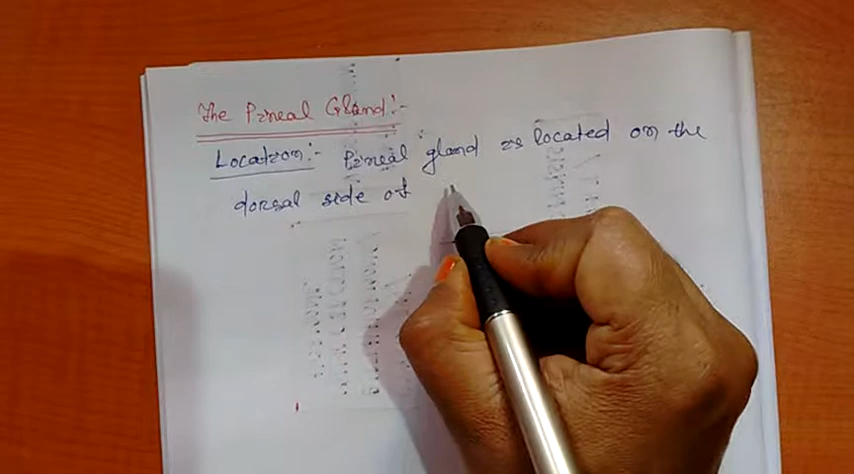 The Pineal Gland:-
Location:- Pineal gland is located on the
dorsal side of